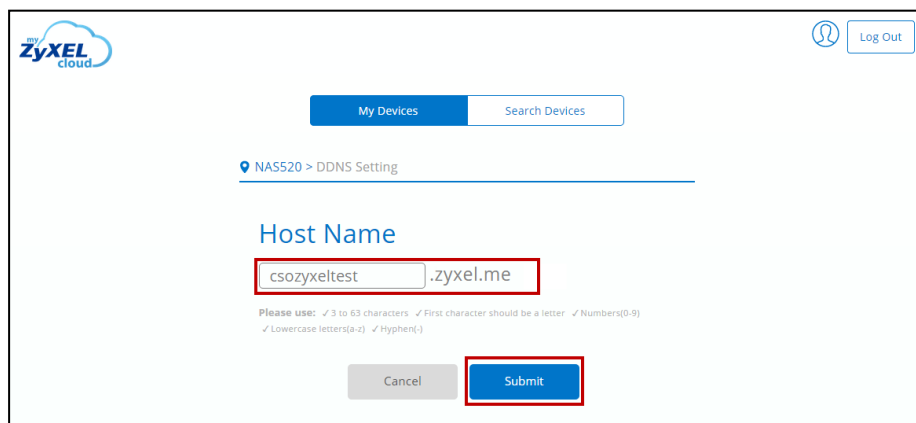 my
ZyXEL
cloud
Log Out
My Devices
Search Devices
NAS520 > DDNS Setting
Host Name
csozyxeltest .zyxel.me
Please use: ✓3 to 63 characters ✓First character should be a letter ✓Numbers(0-9)
✓Lowercase letters(a-z) ✓Hyphen(-)
Cancel
Submit